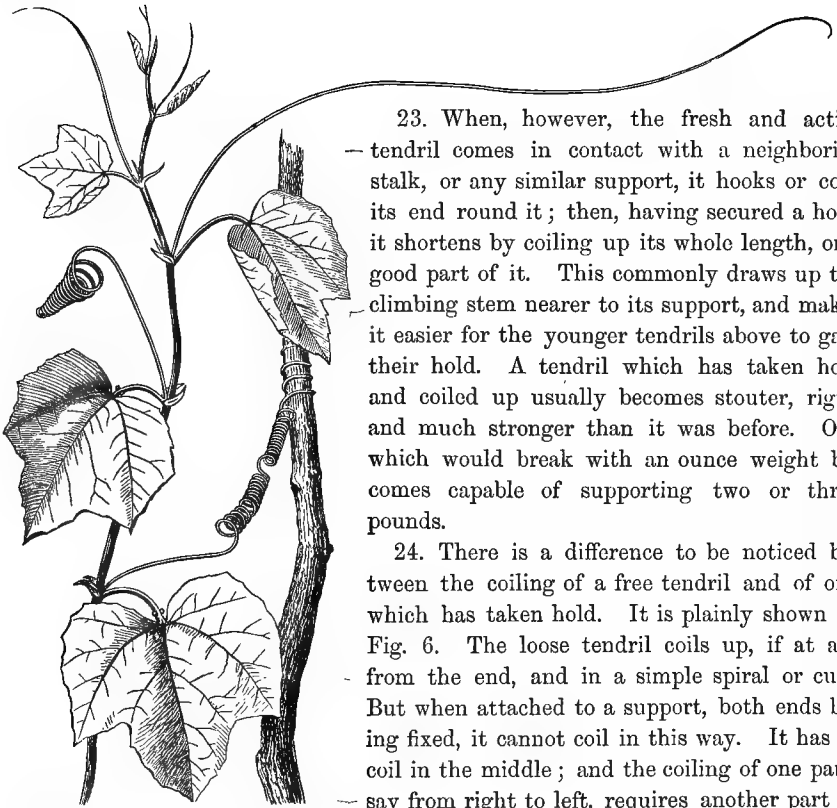 23. When, however, the fresh and acti
tendril comes in contact with a neighbori
stalk, or any similar support, it hooks or co
its end round it; then, having secured a ho
it shortens by coiling up its whole length, or
good part of it. This commonly draws up t
climbing stem nearer to its support, and mak
it easier for the younger tendrils above to ga
their hold. A tendril which has taken ho
and coiled up usually becomes stouter, rig
and much stronger than it was before. O
which would break with an ounce weight b
comes capable of supporting two or thr
pounds.
24. There is a difference to be noticed b
tween the coiling of a free tendril and of o
which has taken hold. It is plainly shown
Fig. 6. The loose tendril coils up, if at a
from the end, and in a simple spiral or cu
But when attached to a support, both ends b
ing fixed, it cannot coil in this way. It has
coil in the middle; and the coiling of one par
say from right to left, requires another part